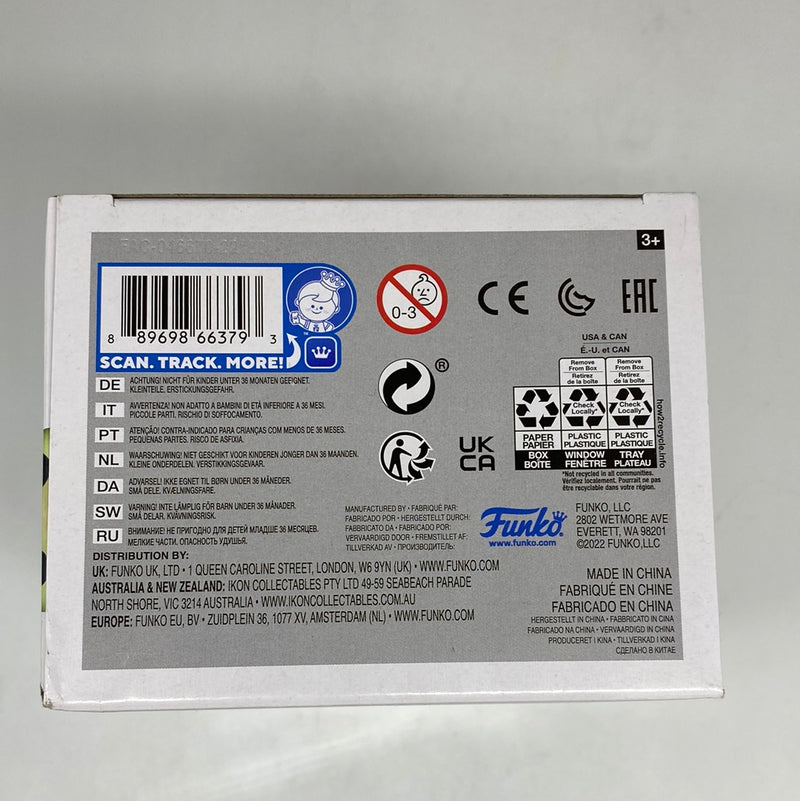 3+
8 89698 66379 3
SCAN. TRACK. MORE!
0-3
CE
EAC
®
UK
CA
USA & CAN
É.-U. et CAN
Remove From Box
Retirez de la boîte
Remove From Box
Retirez de la boîte
Check Locally*
Check Locally*
PAPER
PAPIER
PLASTIC
PLASTIQUE
PLASTIC
PLASTIQUE
BOX
BOÎTE
WINDOW
FENÊTRE
TRAY
PLATEAU
how2recycle.info
*Not recycled in all communities.
Vérifiez localement. Pourrait ne pas
être recyclable dans votre région.
DE ACHTUNG! NICHT FÜR KINDER UNTER 36 MONATEN GEEIGNET.
KLEINTEILE. ERSTICKUNGSGEFAHR.
IT AVVERTENZA! NON ADATTO A BAMBINI DI ETÀ INFERIORE A 36 MESI.
PICCOLE PARTI. RISCHIO DI SOFFOCAMENTO.
PT ATENÇÃO! CONTRA-INDICADO PARA CRIANÇAS COM MENOS DE 36 MESES.
PEQUENAS PARTES. RISCO DE ASFIXIA.
NL WAARSCHUWING! NIET GESCHIKT VOOR KINDEREN JONGER DAN 36 MAANDEN.
KLEINE ONDERDELEN. VERSTIKKINGSGEVAAR.
DA ADVARSEL! IKKE EGNET TIL BØRN UNDER 36 MÅNEDER.
SMÅ DELE. KVÆLNINGSFARE.
SW VARNING! INTE LÄMPLIG FÖR BARN UNDER 36 MÅNADER.
SMÅ DELAR. KVÄVNINGSRISK.
RU ВНИМАНИЕ! НЕ ПРИГОДНО ДЛЯ ДЕТЕЙ МЛАДШЕ 36 МЕСЯЦЕВ.
МЕЛКИЕ ЧАСТИ. ОПАСНОСТЬ УДУШЬЯ.
MANUFACTURED BY • FABRIQUÉ PAR:
FABRICADO POR • HERGESTELLT DURCH:
FABBRICATO DA • FABRICADO POR:
VERVAARDIGD DOOR • FREMSTILLET AF:
TILLVERKAD AV • ПРОИЗВОДИТЕЛЬ:
Funko
www.funko.com
FUNKO, LLC
2802 WETMORE AVE
EVERETT, WA 98201
©2022 FUNKO,LLC
DISTRIBUTION BY:
UK: FUNKO UK, LTD • 1 QUEEN CAROLINE STREET, LONDON, W6 9YN (UK) • WWW.FUNKO.COM
AUSTRALIA & NEW ZEALAND: IKON COLLECTABLES PTY LTD 49-59 SEABEACH PARADE
NORTH SHORE, VIC 3214 AUSTRALIA • WWW.IKONCOLLECTABLES.COM.AU
EUROPE: FUNKO EU, BV • ZUIDPLEIN 36, 1077 XV, AMSTERDAM (NL) • WWW.FUNKO.COM
MADE IN CHINA
FABRIQUÉ EN CHINE
FABRICADO EN CHINA
HERGESTELLT IN CHINA • FABBRICATO IN CINA
FABRICADO NA CHINA • VERVAARDIGD IN CHINA
PRODUCERET I KINA • TILLVERKAD I KINA
СДЕЛАНО В КИТАЕ